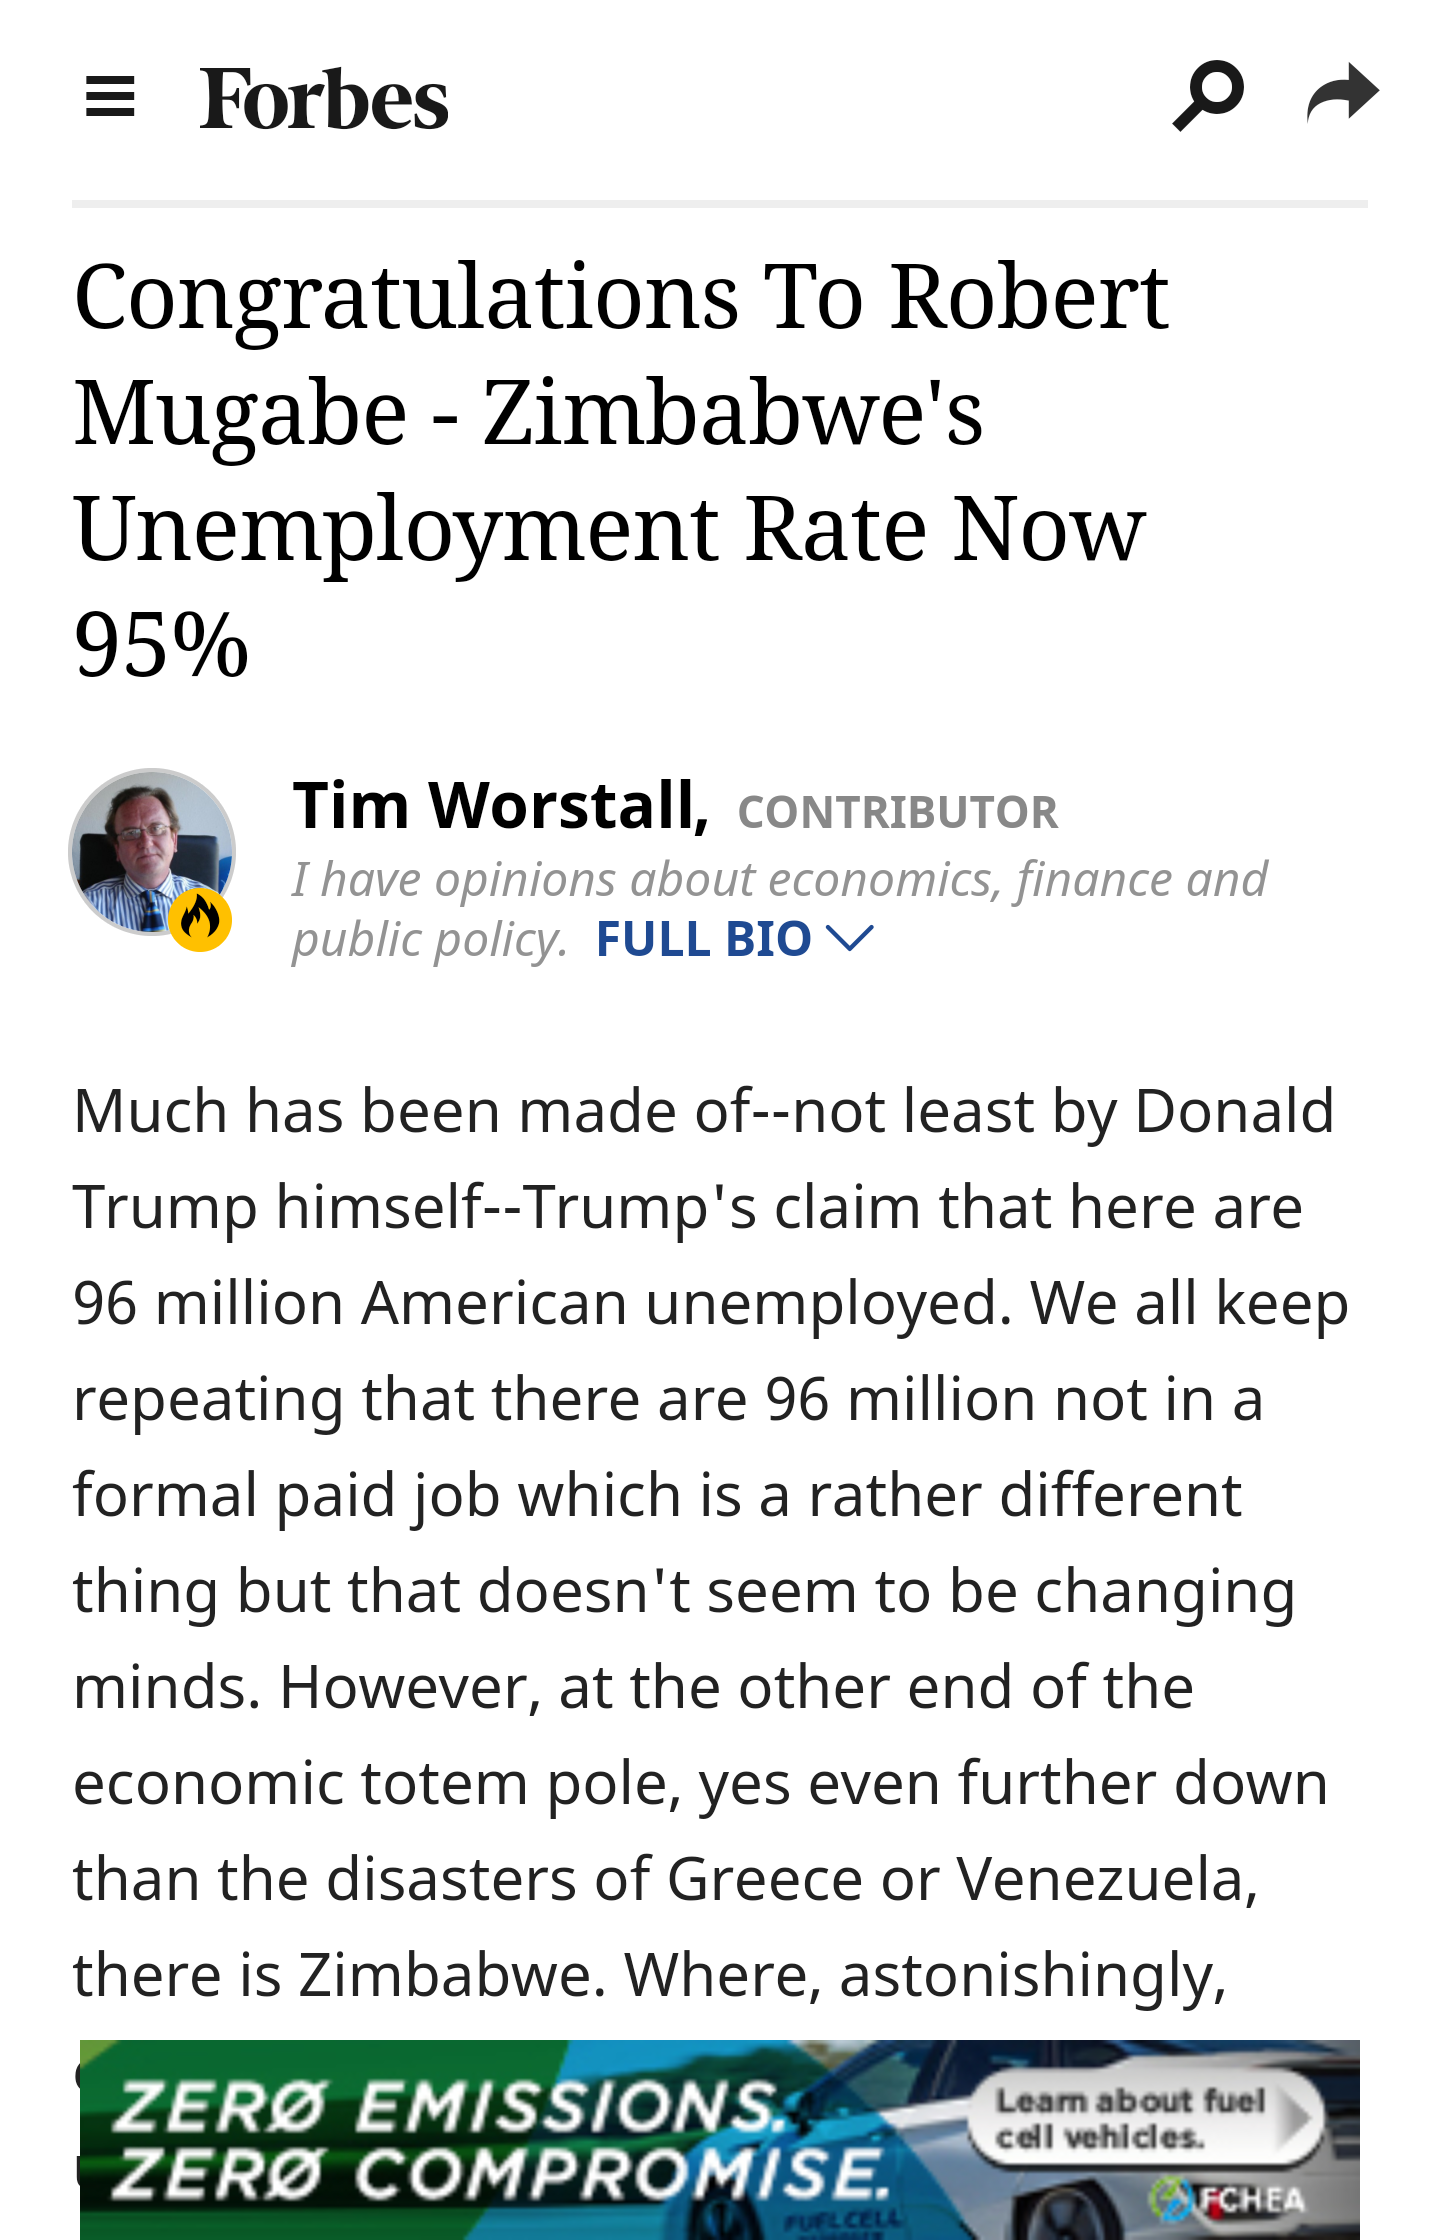 Forbes
Congratulations To Robert
Mugabe - Zimbabwe's
Unemployment Rate Now
95%
Tim Worstall, CONTRIBUTOR
I have opinions about economics, finance and
public policy. FULL BIO
Much has been made of--not least by Donald
Trump himself--Trump's claim that here are
96 million American unemployed. We all keep
repeating that there are 96 million not in a
formal paid job which is a rather different
thing but that doesn't seem to be changing
minds. However, at the other end of the
economic totem pole, yes even further down
than the disasters of Greece or Venezuela,
there is Zimbabwe. Where, astonishingly,
ZERØ EMISSIONS.
ZERØ COMPROMISE.
Learn about fuel
cell vehicles.
FCHEA
FUEL CELL